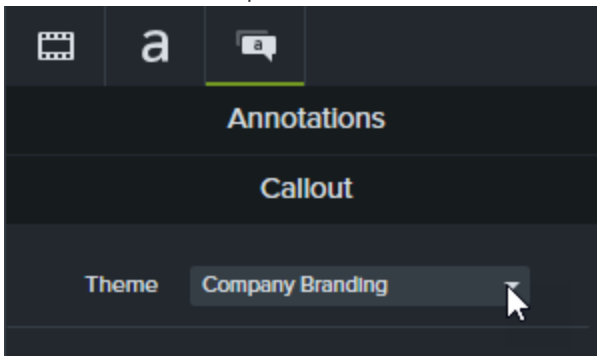 a
a
Annotations
Callout
Theme Company Branding